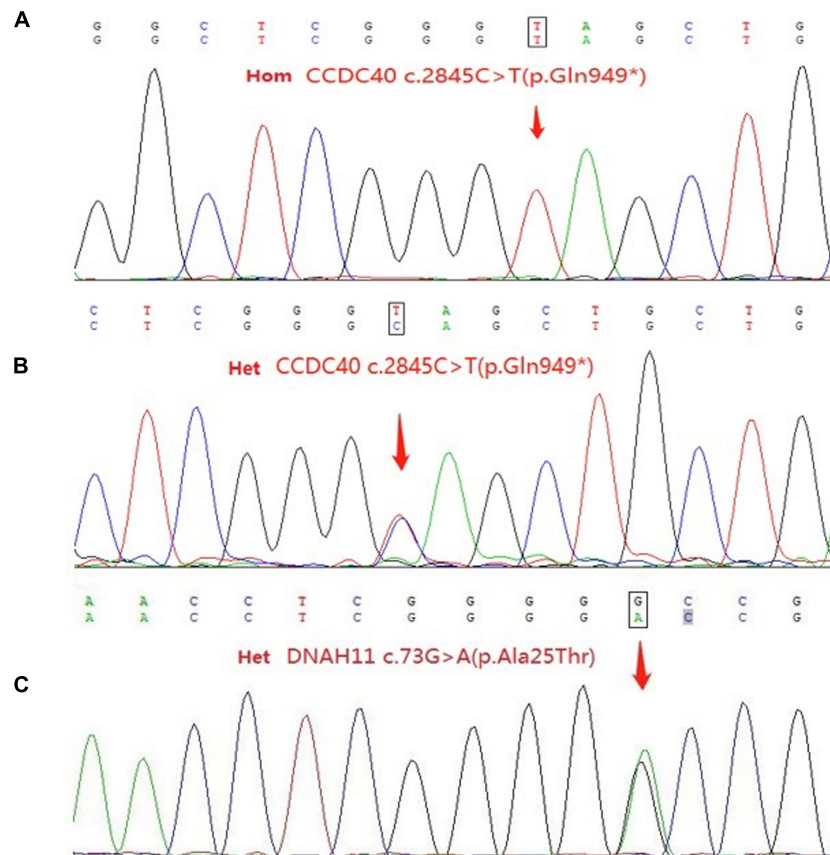 A
G G C T C G G G T A G C T G
G G C T C G G G T A G C T G
Hom CCDC40 c.2845C>T(p.Gln949*)
C T C G G G T A G C T G C T G
C T C G G G C A G C T G C T G
B
Het CCDC40 c.2845C>T(p.Gln949*)
A A C C T C G G G G G C C G
A A C C T C G G G G A C C G
Het DNAH11 c.73G>A(p.Ala25Thr)
C